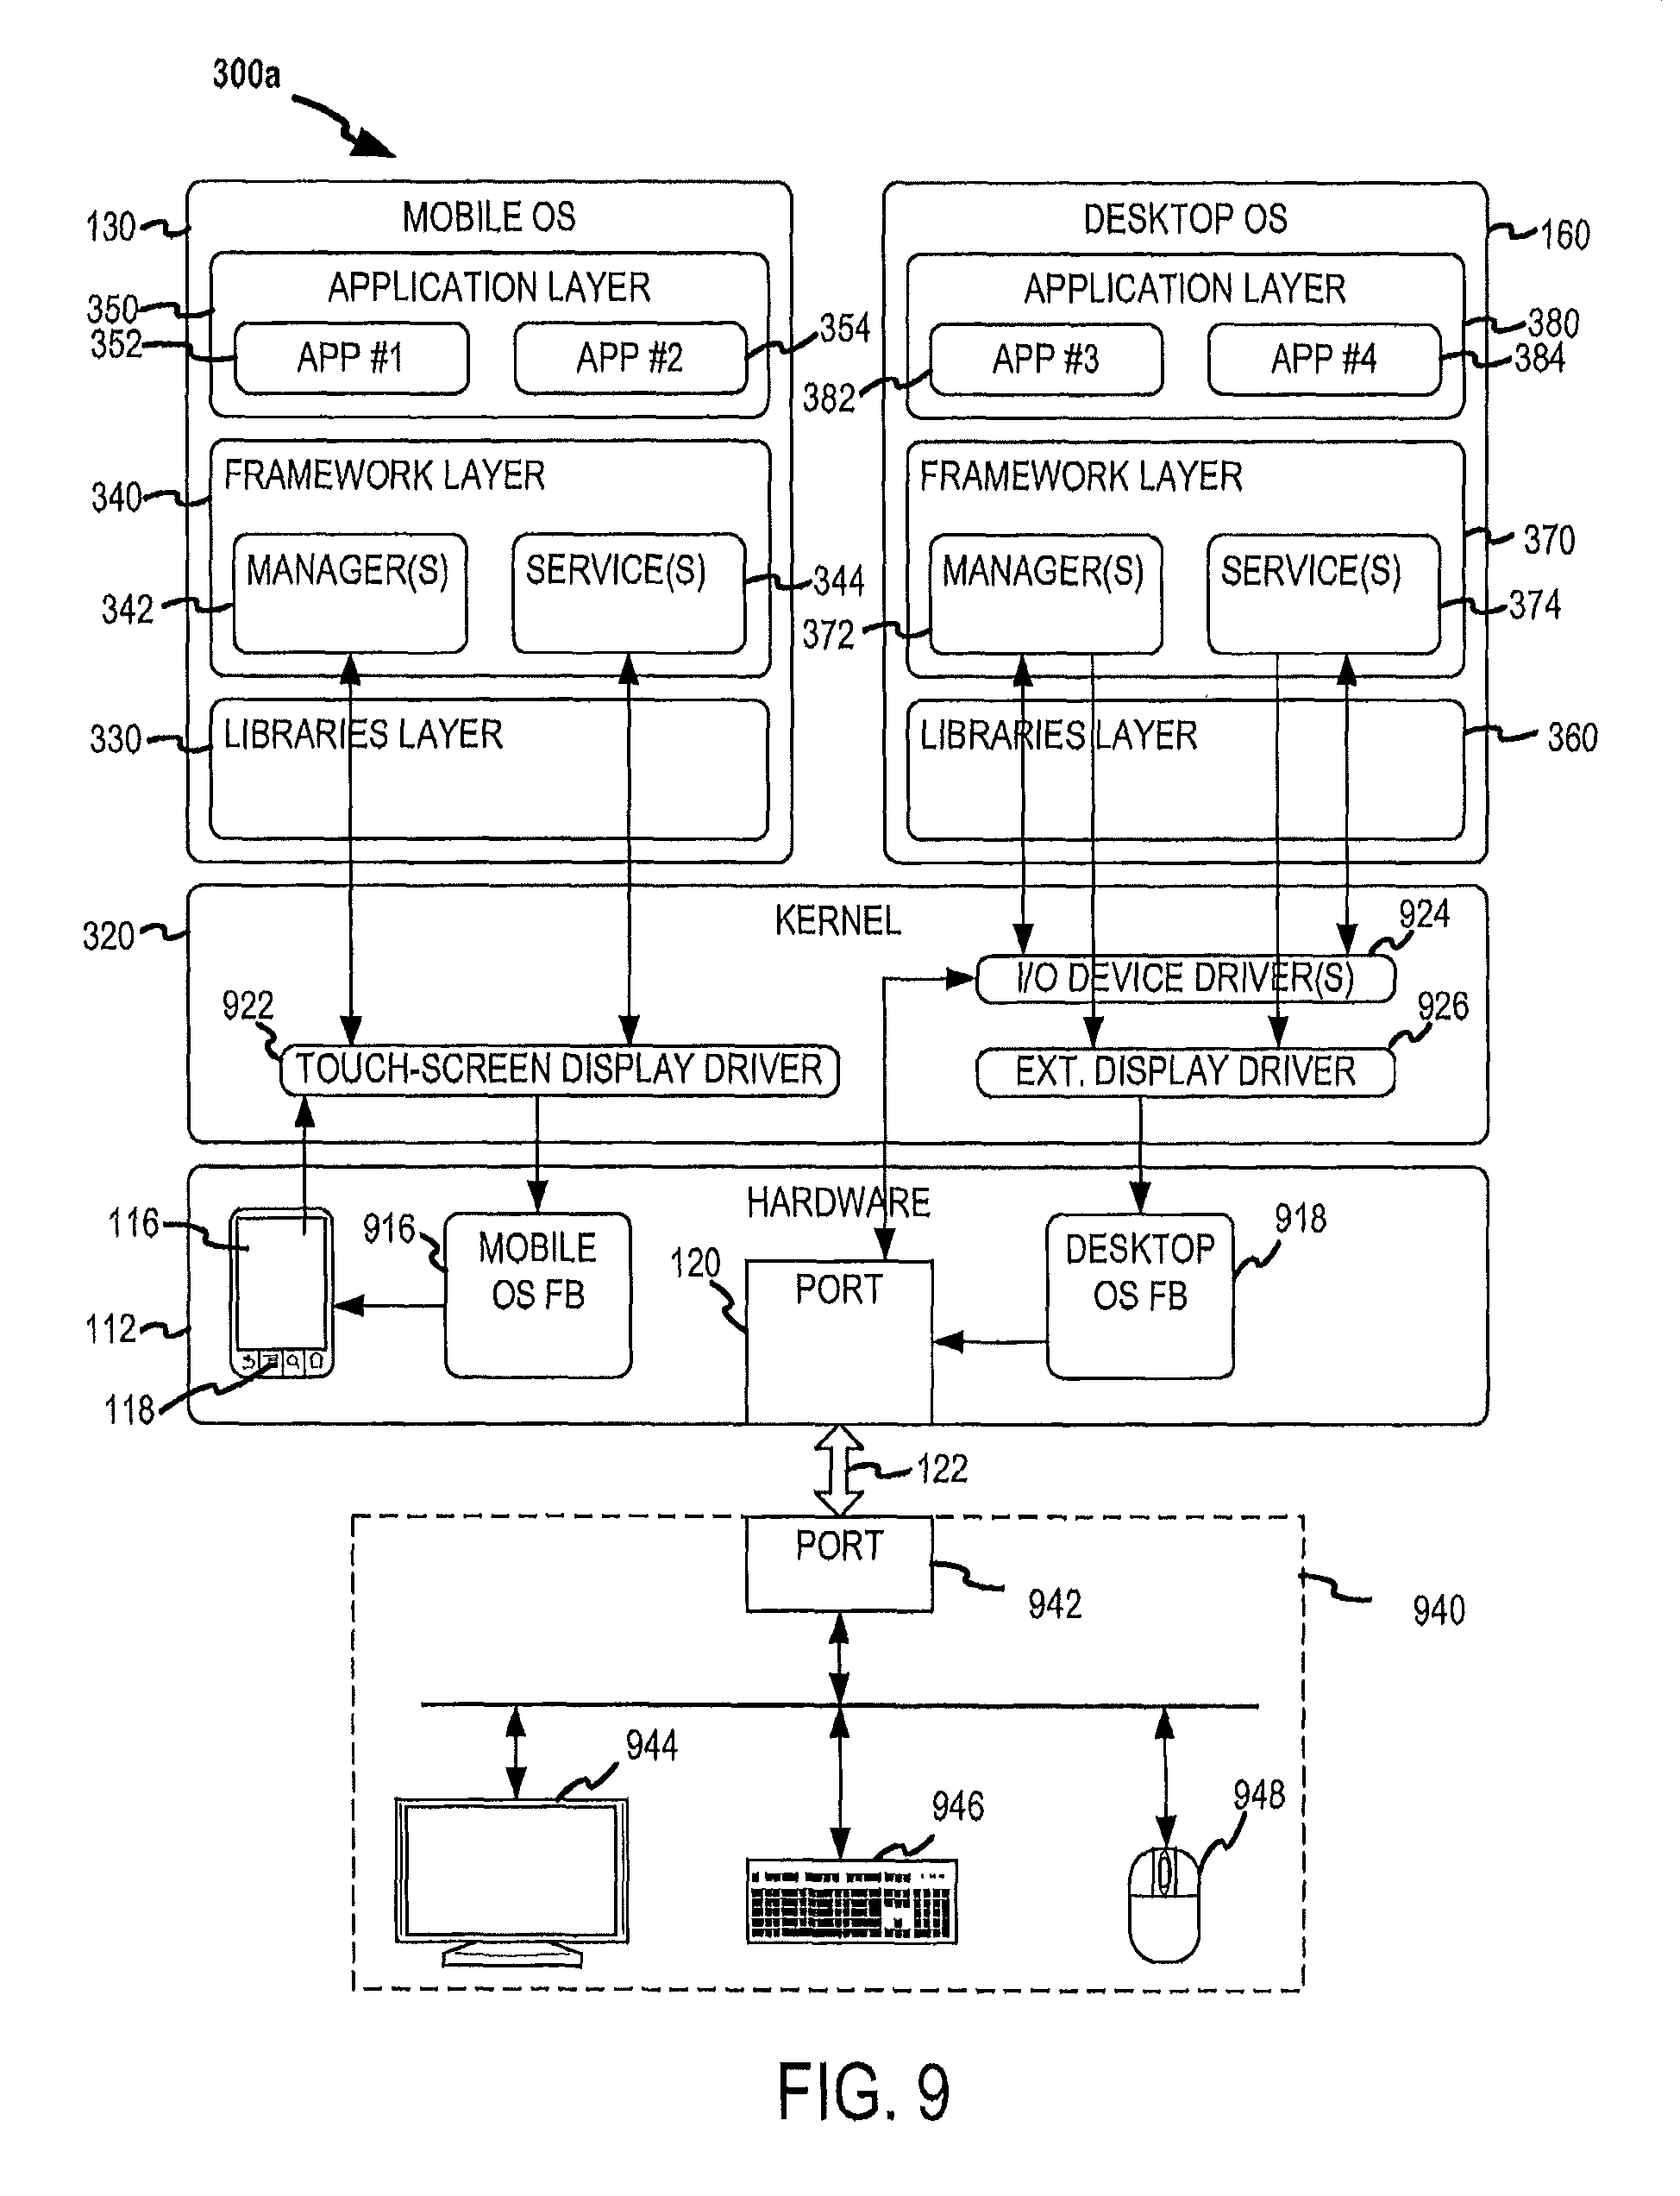 300a
MOBILE OS
DESKTOP OS
130
160
APPLICATION LAYER
APPLICATION LAYER
350
380
352
APP #1
APP #2
354
382
APP #3
APP #4
384
FRAMEWORK LAYER
FRAMEWORK LAYER
340
370
MANAGER(S)
SERVICE(S)
344
MANAGER(S)
SERVICE(S)
342
372
374
330
LIBRARIES LAYER
LIBRARIES LAYER
360
KERNEL
320
924
I/O DEVICE DRIVER(S)
922
926
TOUCH-SCREEN DISPLAY DRIVER
EXT. DISPLAY DRIVER
HARDWARE
116
916
MOBILE
OS FB
918
DESKTOP
OS FB
120
PORT
112
118
122
PORT
942
940
944
946
948
FIG. 9